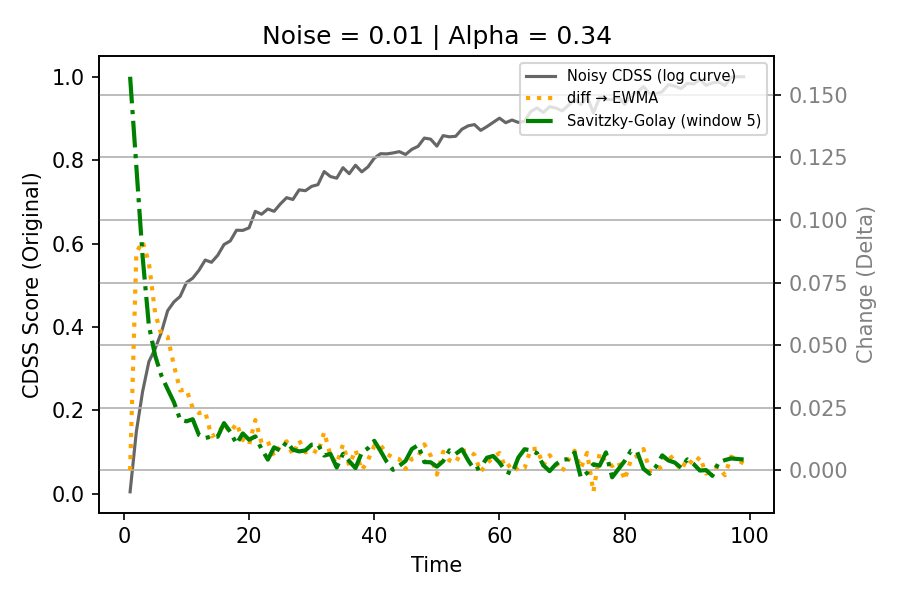 Noise = 0.01 | Alpha = 0.34
Noisy CDSS (log curve)
diff → EWMA
Savitzky-Golay (window 5)
CDSS Score (Original)
1.0
0.8
0.6
0.4
0.2
0.0
0.150
0.125
0.100
0.075
0.050
0.025
0.000
Change (Delta)
0 20 40 60 80 100
Time